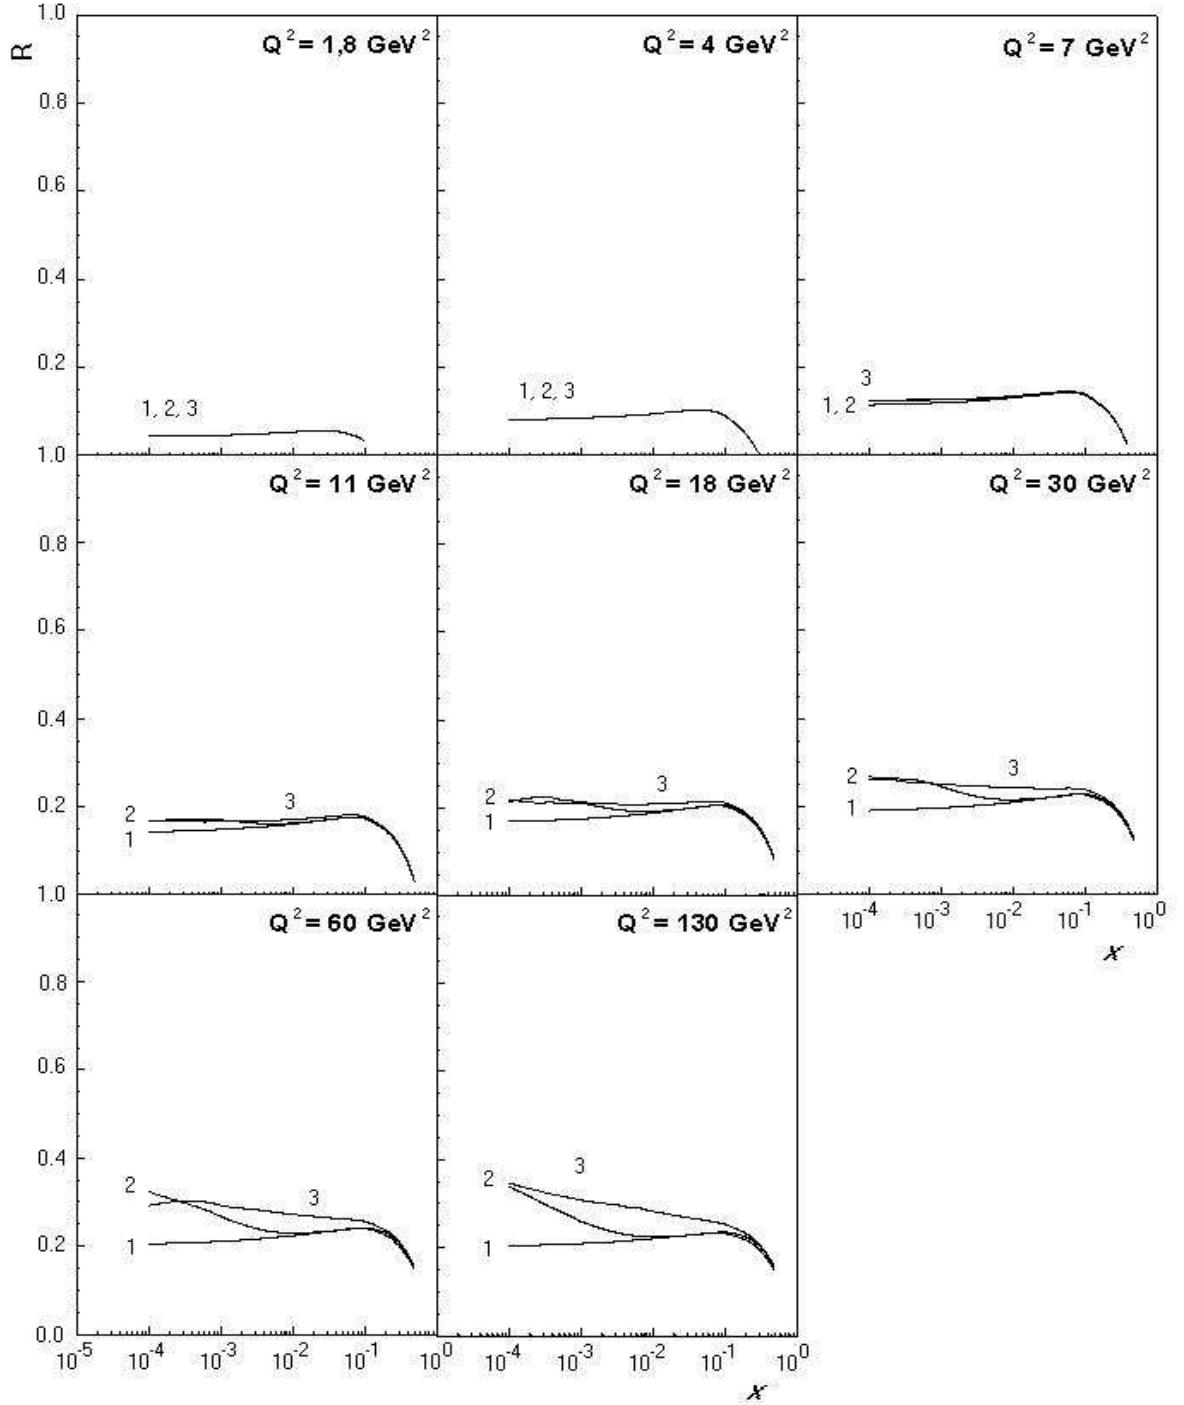 1.0
R
Q² = 1,8 GeV²
Q² = 4 GeV²
Q² = 7 GeV²
0.8
0.6
0.4
0.2
1, 2, 3
1, 2, 3
3
1, 2
1.0
Q² = 11 GeV²
Q² = 18 GeV²
Q² = 30 GeV²
0.8
0.6
0.4
0.2
2
3
1
2
3
1
2
3
1
1.0
Q² = 60 GeV²
Q² = 130 GeV²
10⁻⁴ 10⁻³ 10⁻² 10⁻¹ 10⁰
x
0.8
0.6
0.4
0.2
2
3
1
2
3
1
0.0
10⁻⁵ 10⁻⁴ 10⁻³ 10⁻² 10⁻¹ 10⁰
10⁻⁴ 10⁻³ 10⁻² 10⁻¹ 10⁰
x